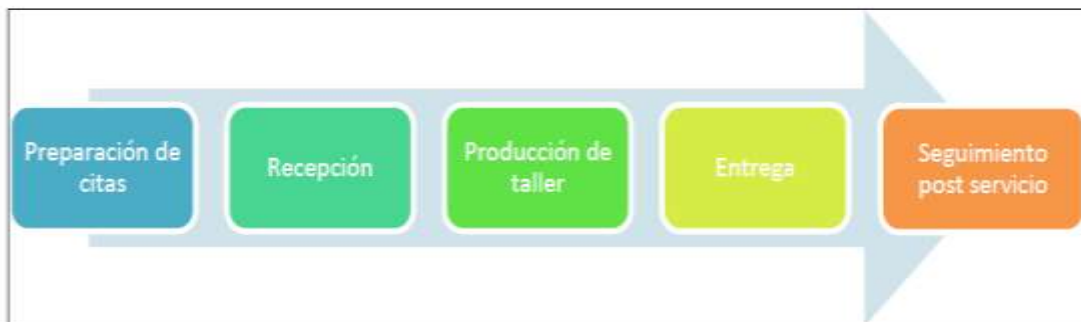 Preparación de
citas
Recepción
Producción de
taller
Entrega
Seguimiento
post servicio